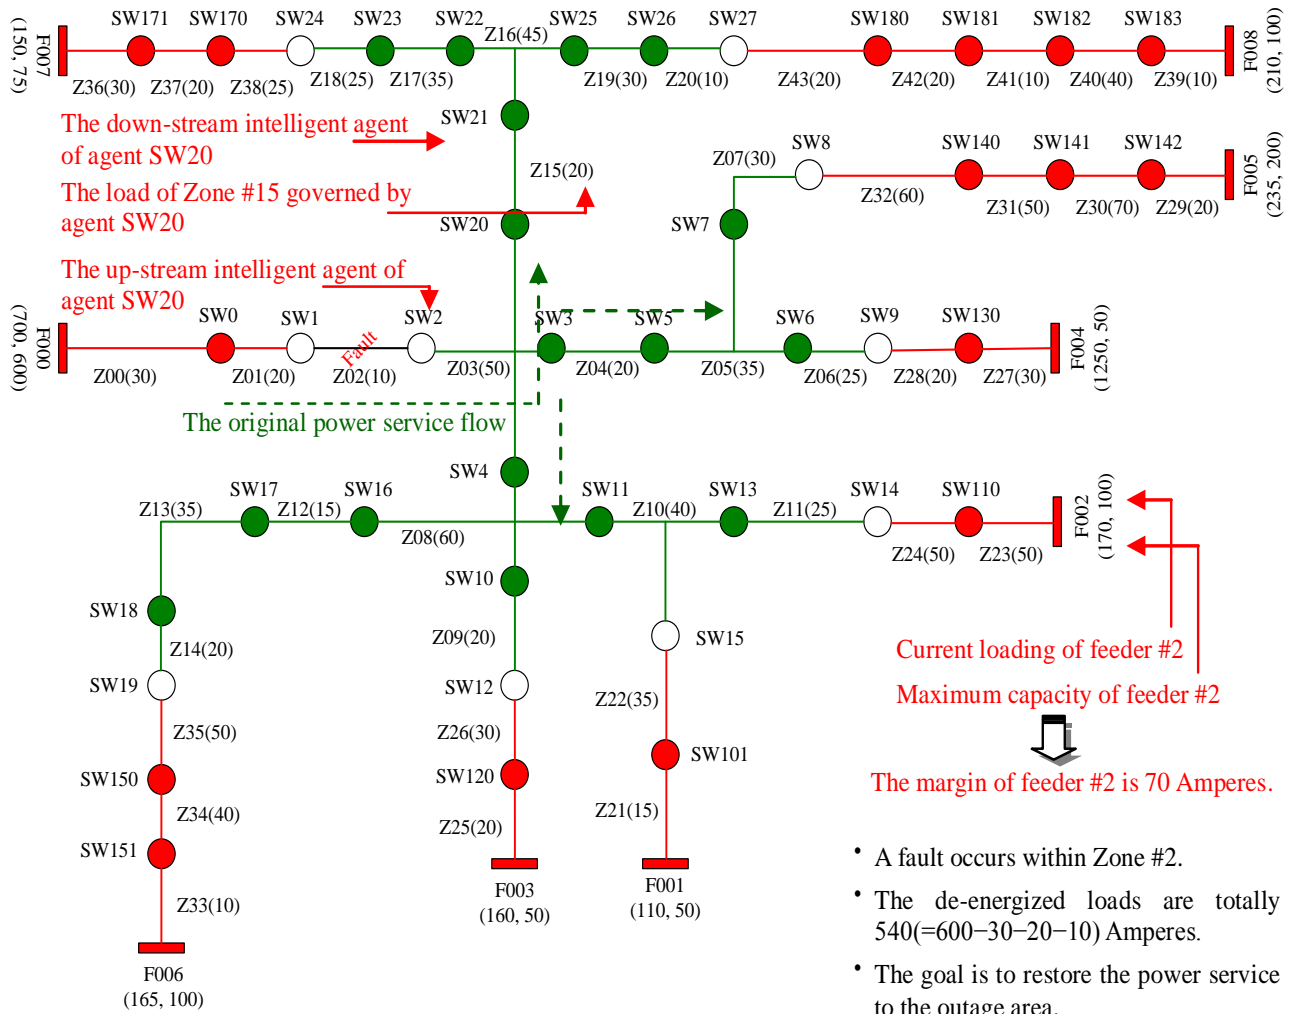 SW171 SW170 SW24 SW23 SW22 SW25 SW26 SW27 SW180 SW181 SW182 SW183
Z16(45)
F007
(150, 75)
F008
(210, 100)
Z36(30) Z37(20) Z38(25) Z18(25) Z17(35) Z19(30) Z20(10) Z43(20) Z42(20) Z41(10) Z40(40) Z39(10)
The down-stream intelligent agent
of agent SW20
SW21
SW8 SW140 SW141 SW142
Z07(30)
Z15(20)
F005
(235, 200)
The load of Zone #15 governed by
agent SW20
Z32(60) Z31(50) Z30(70) Z29(20)
SW20
SW7
The up-stream intelligent agent of
agent SW20
SW0 SW1 SW2 SW3 SW5 SW6 SW9 SW130
F000
(700, 600)
Fault
F004
(1250, 50)
Z00(30) Z01(20) Z02(10) Z03(50) Z04(20) Z05(35) Z06(25) Z28(20) Z27(30)
The original power service flow
SW4
SW17 SW16 SW11 SW13 SW14 SW110
Z13(35) Z12(15) Z10(40) Z11(25)
Z08(60)
Z24(50) Z23(50)
F002
(170, 100)
SW10
SW18
Z09(20)
SW15
Z14(20)
Current loading of feeder #2
SW19
SW12
Z22(35)
Maximum capacity of feeder #2
Z35(50)
Z26(30)
SW101
SW150
SW120
The margin of feeder #2 is 70 Amperes.
Z34(40)
Z25(20)
Z21(15)
SW151
• A fault occurs within Zone #2.
F003
(160, 50)
F001
(110, 50)
Z33(10)
• The de-energized loads are totally
540(=600−30−20−10) Amperes.
F006
(165, 100)
• The goal is to restore the power service
to the outage area.